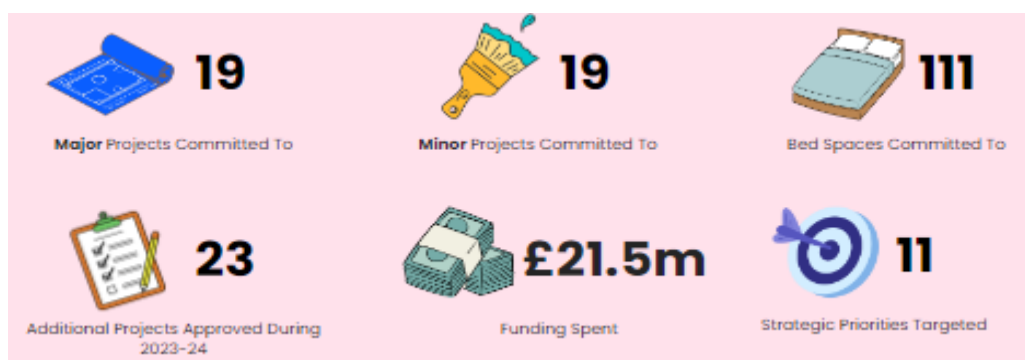 19
19
111
Major Projects Committed To
Minor Projects Committed To
Bed Spaces Committed To
23
£21.5m
11
Additional Projects Approved During
2023-24
Funding Spent
Strategic Priorities Targeted